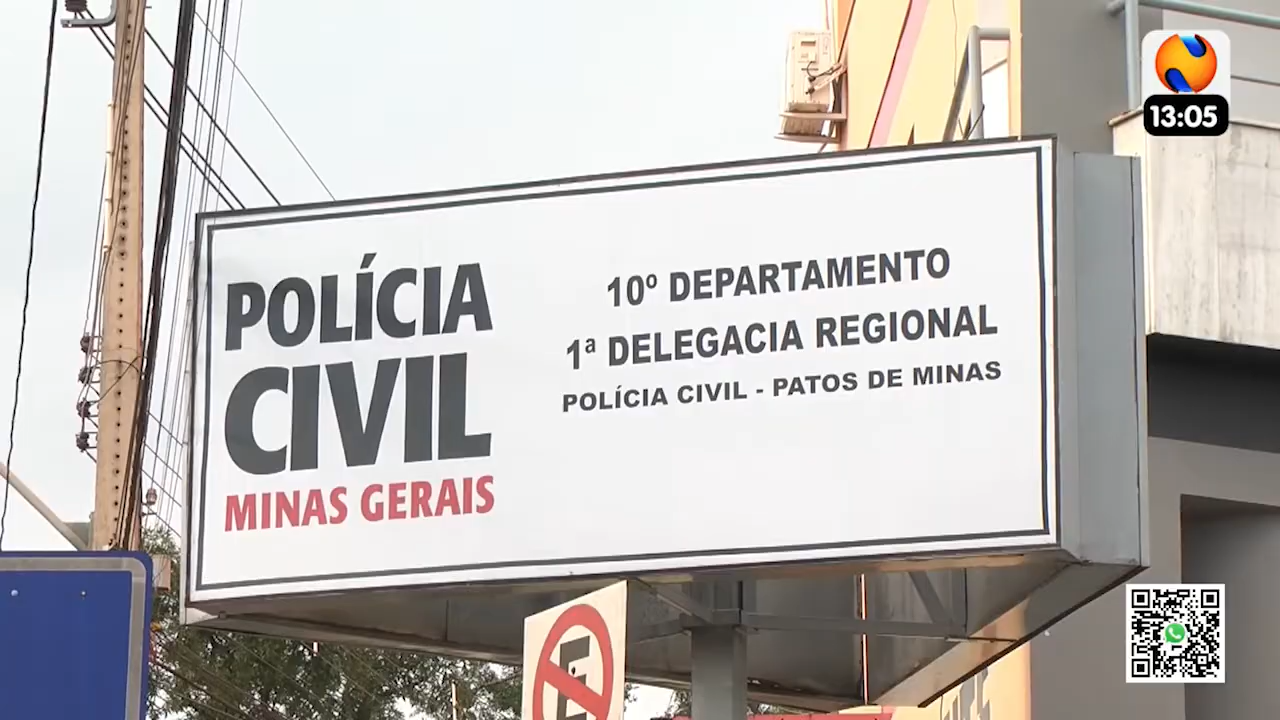 13:05
POLÍCIA
CIVIL
MINAS GERAIS
10º DEPARTAMENTO
1ª DELEGACIA REGIONAL
POLÍCIA CIVIL - PATOS DE MINAS
E